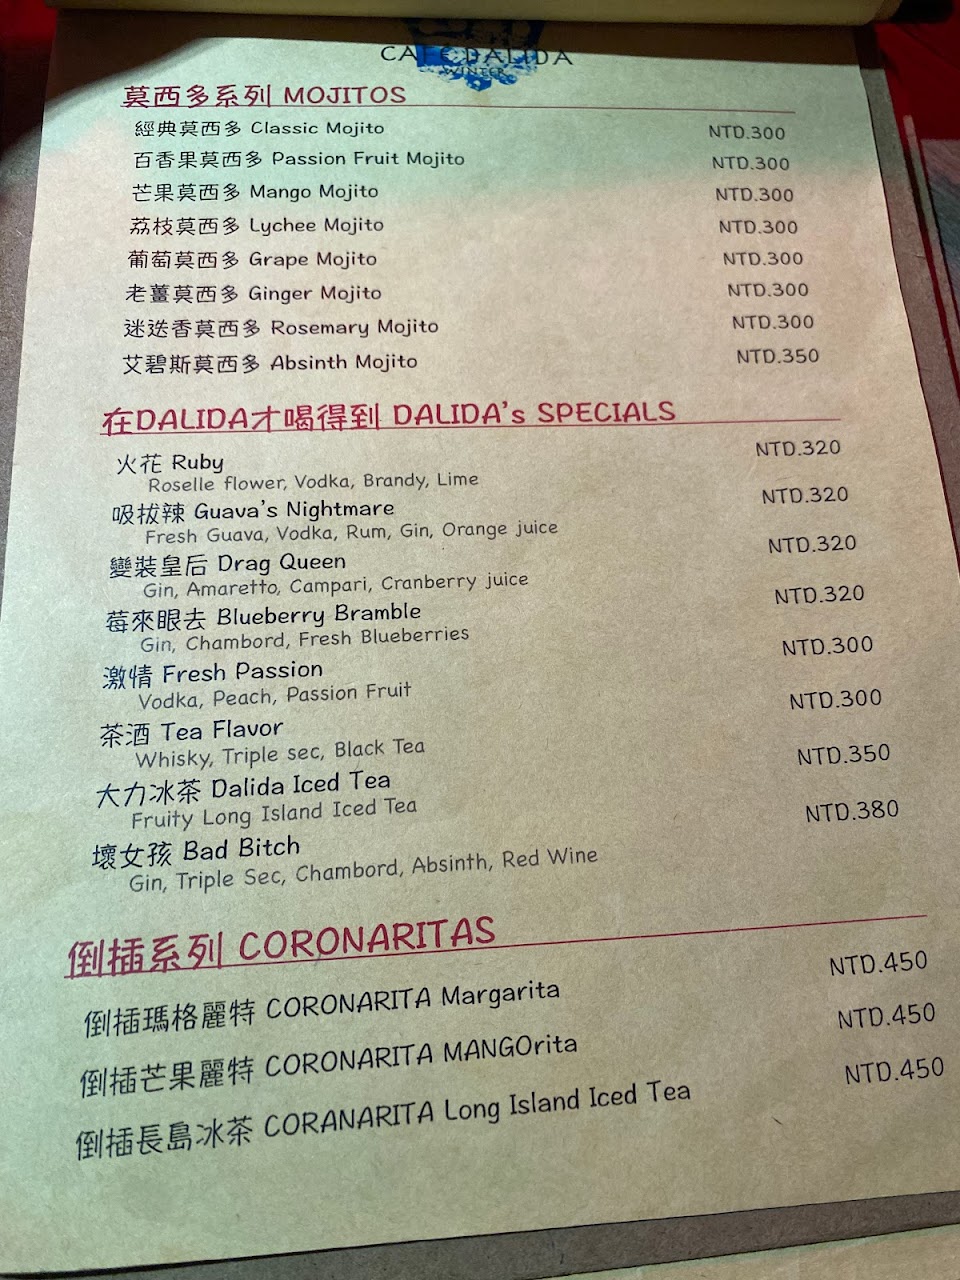 CAFE DALIDA
WINTER
莫西多系列 MOJITOS
經典莫西多 Classic Mojito NTD.300
百香果莫西多 Passion Fruit Mojito NTD.300
芒果莫西多 Mango Mojito NTD.300
荔枝莫西多 Lychee Mojito NTD.300
葡萄莫西多 Grape Mojito NTD.300
老薑莫西多 Ginger Mojito NTD.300
迷迭香莫西多 Rosemary Mojito NTD.300
艾碧斯莫西多 Absinth Mojito NTD.350
在DALIDA才喝得到 DALIDA's SPECIALS
火花 Ruby NTD.320
Roselle flower, Vodka, Brandy, Lime
吸拔辣 Guava's Nightmare NTD.320
Fresh Guava, Vodka, Rum, Gin, Orange juice
變裝皇后 Drag Queen NTD.320
Gin, Amaretto, Campari, Cranberry juice
莓來眼去 Blueberry Bramble NTD.320
Gin, Chambord, Fresh Blueberries
激情 Fresh Passion NTD.300
Vodka, Peach, Passion Fruit
茶酒 Tea Flavor NTD.300
Whisky, Triple sec, Black Tea
大力冰茶 Dalida Iced Tea NTD.350
Fruity Long Island Iced Tea
壞女孩 Bad Bitch NTD.380
Gin, Triple Sec, Chambord, Absinth, Red Wine
倒插系列 CORONARITAS
倒插瑪格麗特 CORONARITA Margarita NTD.450
倒插芒果麗特 CORONARITA MANGOrita NTD.450
倒插長島冰茶 CORANARITA Long Island Iced Tea NTD.450